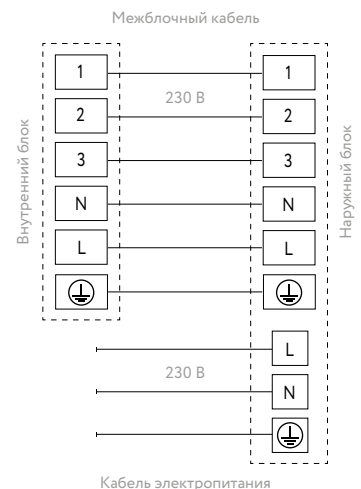 Межблочный кабель
1 1
230 В
2 2
3 3
N N
L L
L
230 В
N
Внутренний блок
Наружный блок
Кабель электропитания